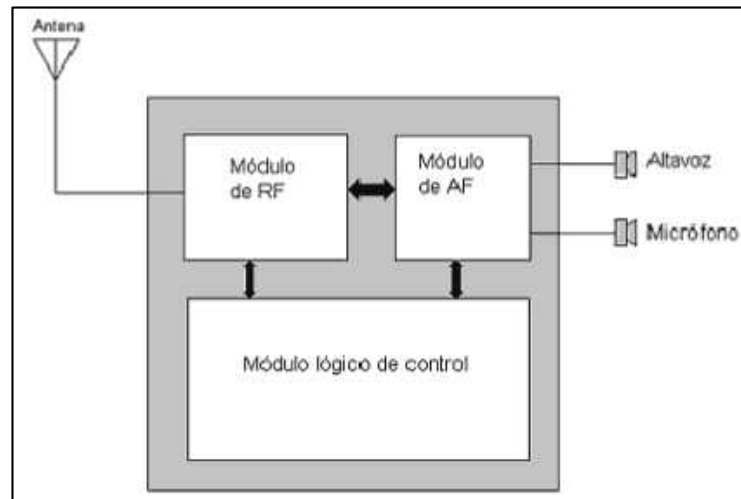 Antena
Módulo
de RF
Módulo
de AF
Altavoz
Micrófono
Módulo lógico de control